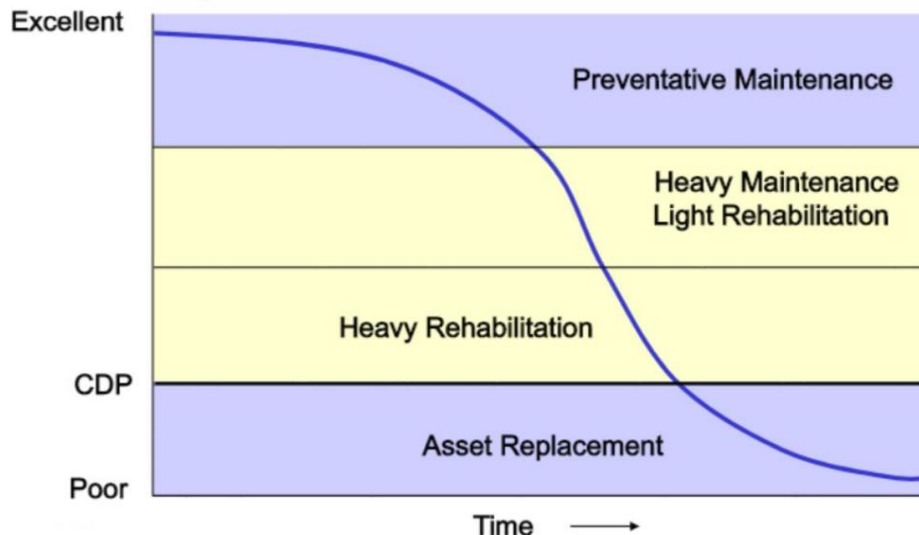 Excellent
Preventative Maintenance
Heavy Maintenance
Light Rehabilitation
Heavy Rehabilitation
CDP
Asset Replacement
Poor
Time